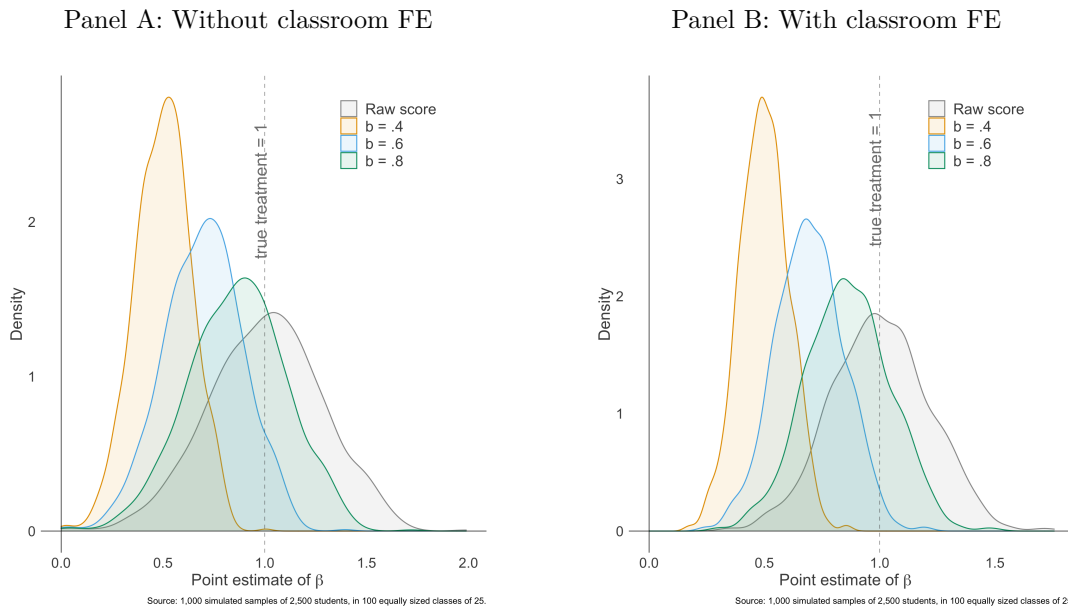 Panel A: Without classroom FE
Raw score
b = .4
b = .6
b = .8
true treatment = 1
Density
2
1
0
0.0 0.5 1.0 1.5 2.0
Point estimate of β
Source: 1,000 simulated samples of 2,500 students, in 100 equally sized classes of 25.
Panel B: With classroom FE
Raw score
b = .4
b = .6
b = .8
true treatment = 1
Density
3
2
1
0
0.0 0.5 1.0 1.5
Point estimate of β
Source: 1,000 simulated samples of 2,500 students, in 100 equally sized classes of